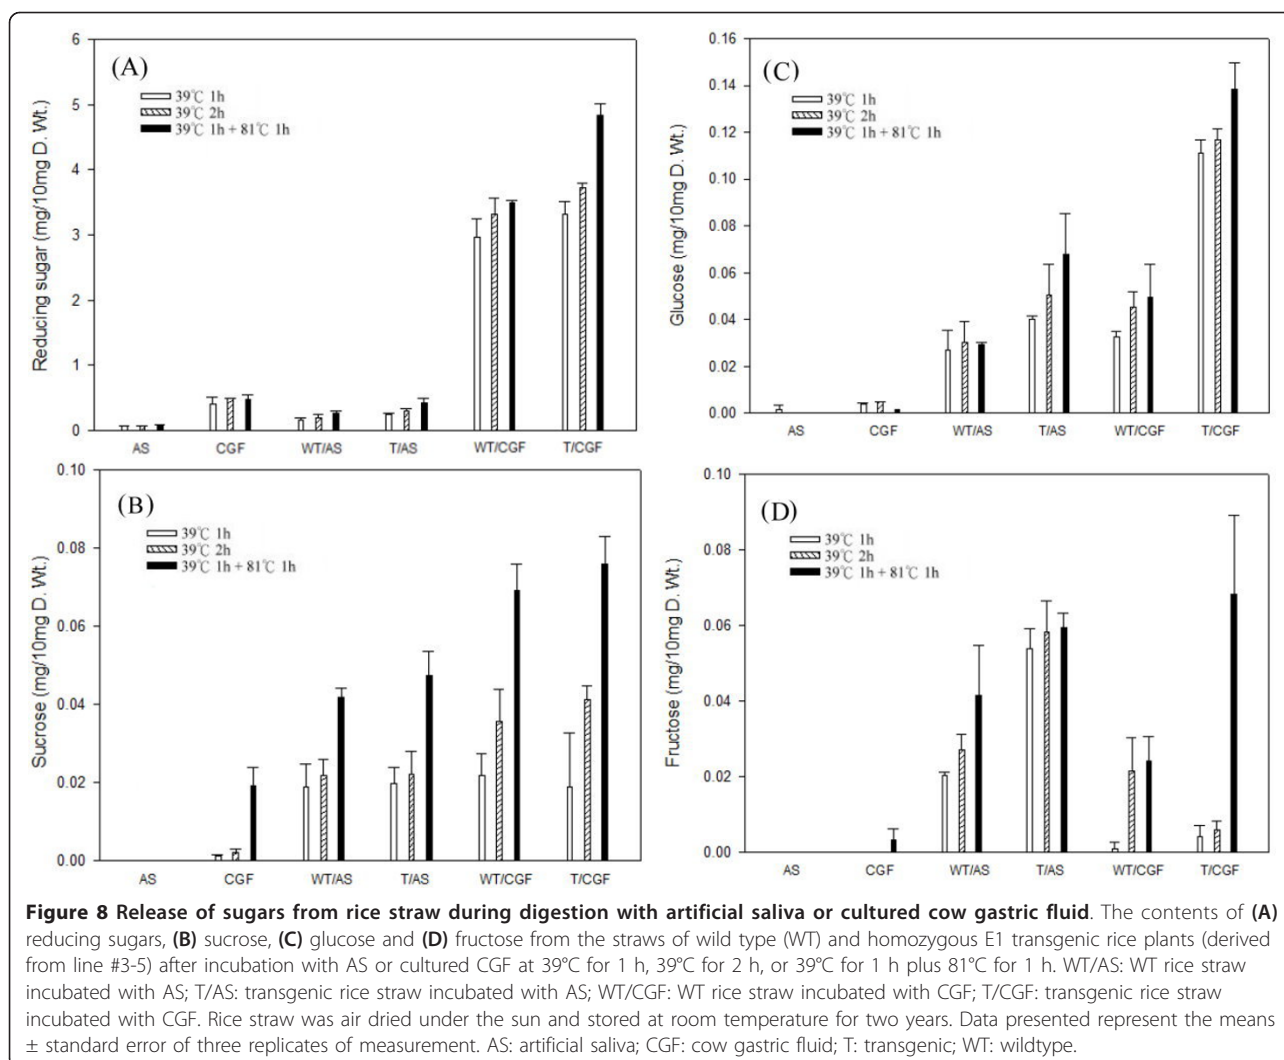 (A)
39℃ 1h
39℃ 2h
39℃ 1h + 81℃ 1h
Reducing sugar (mg/10mg D. Wt.)
6
5
4
3
2
1
0
AS CGF WT/AS T/AS WT/CGF T/CGF
(C)
39℃ 1h
39℃ 2h
39℃ 1h + 81℃ 1h
Glucose (mg/10mg D. Wt.)
0.16
0.14
0.12
0.10
0.08
0.06
0.04
0.02
0.00
AS CGF WT/AS T/AS WT/CGF T/CGF
(B)
39℃ 1h
39℃ 2h
39℃ 1h + 81℃ 1h
Sucrose (mg/10mg D. Wt.)
0.10
0.08
0.06
0.04
0.02
0.00
AS CGF WT/AS T/AS WT/CGF T/CGF
(D)
39℃ 1h
39℃ 2h
39℃ 1h + 81℃ 1h
Fructose (mg/10mg D. Wt.)
0.10
0.08
0.06
0.04
0.02
0.00
AS CGF WT/AS T/AS WT/CGF T/CGF
Figure 8 Release of sugars from rice straw during digestion with artificial saliva or cultured cow gastric fluid. The contents of (A)
reducing sugars, (B) sucrose, (C) glucose and (D) fructose from the straws of wild type (WT) and homozygous E1 transgenic rice plants (derived
from line #3-5) after incubation with AS or cultured CGF at 39°C for 1 h, 39°C for 2 h, or 39°C for 1 h plus 81°C for 1 h. WT/AS: WT rice straw
incubated with AS; T/AS: transgenic rice straw incubated with AS; WT/CGF: WT rice straw incubated with CGF; T/CGF: transgenic rice straw
incubated with CGF. Rice straw was air dried under the sun and stored at room temperature for two years. Data presented represent the means
± standard error of three replicates of measurement. AS: artificial saliva; CGF: cow gastric fluid; T: transgenic; WT: wildtype.